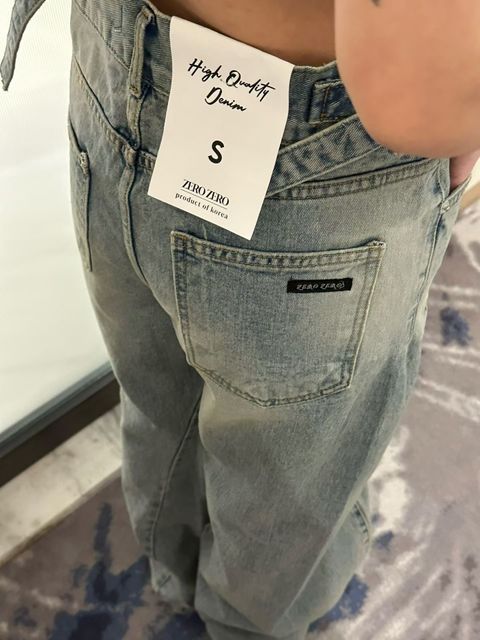 High Quality
Denim
S
ZERO ZERO
product of korea
ZERO ZERO